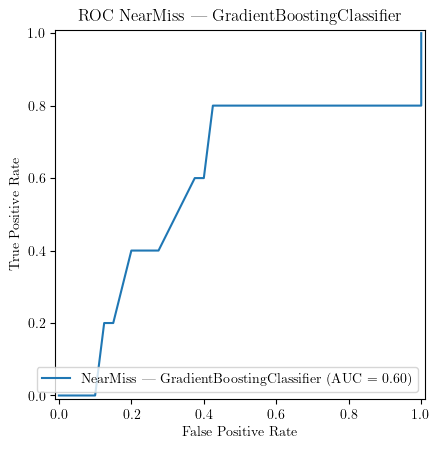 ROC NearMiss — GradientBoostingClassifier
1.0
0.8
0.6
0.4
0.2
0.0
True Positive Rate
NearMiss — GradientBoostingClassifier (AUC = 0.60)
0.0 0.2 0.4 0.6 0.8 1.0
False Positive Rate